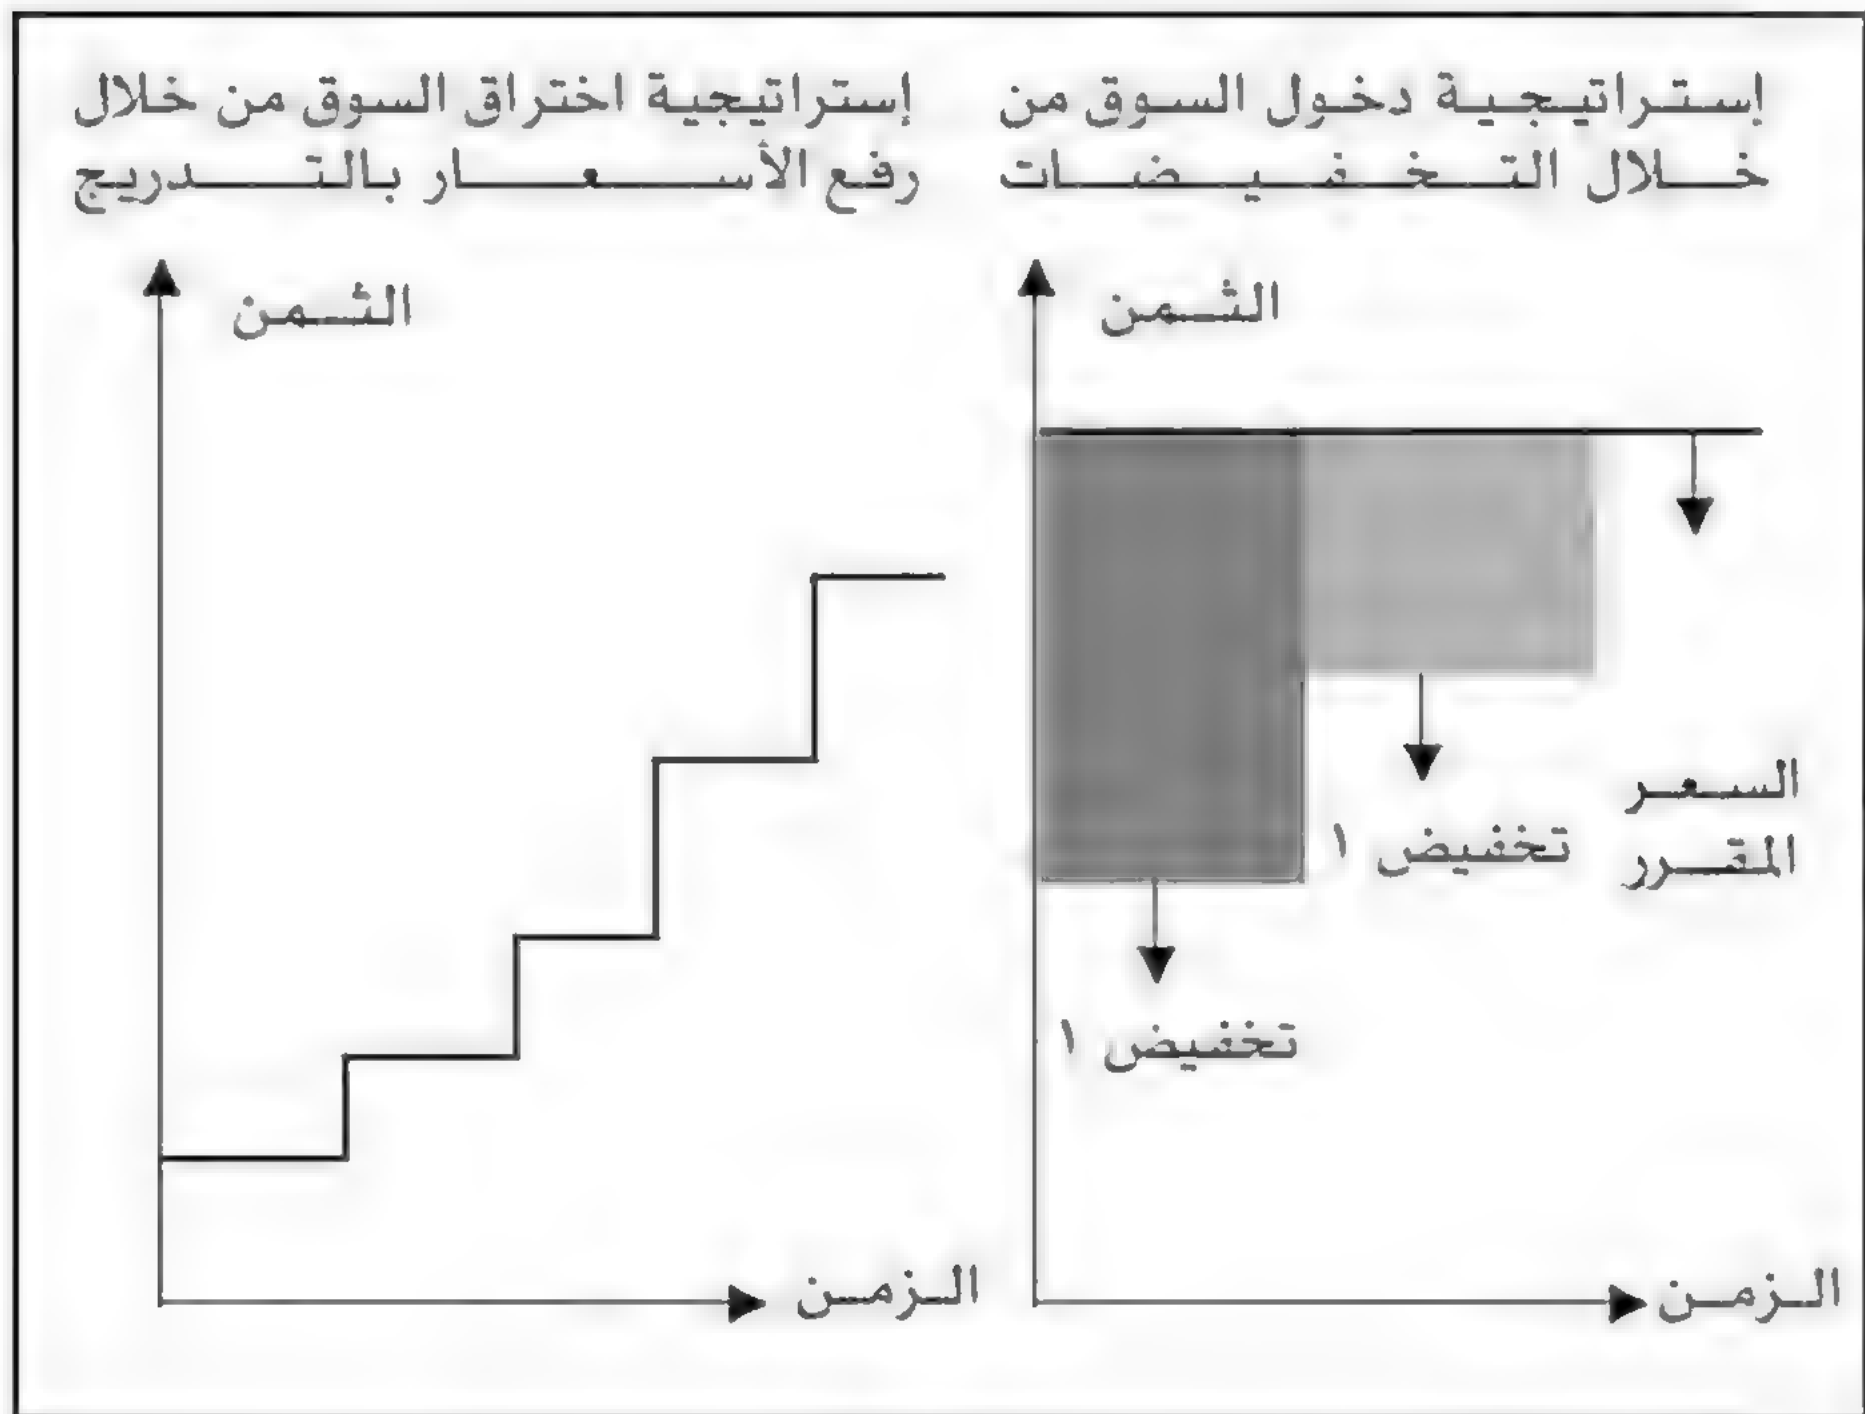 إستراتيجية دخول السوق من
خلال التخفيضات
إستراتيجية اختراق السوق من خلال
رفع الأسعار بالتدريج
الثمن
السعر
المقرر
تخفيض ١
تخفيض ١
الزمن
الثمن
الزمن